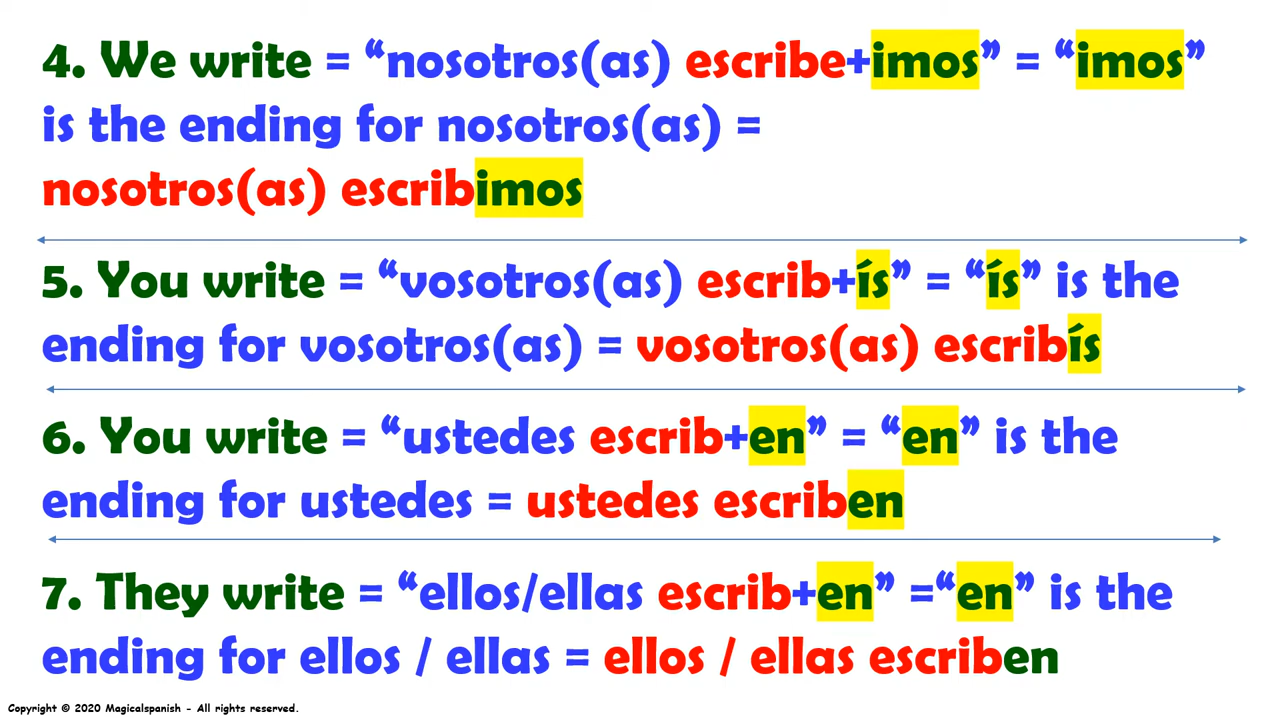 4. We write = “nosotros(as) escribe+imos” = “imos”
is the ending for nosotros(as) =
nosotros(as) escribimos
5. You write = “vosotros(as) escrib+ís” = “ís” is the
ending for vosotros(as) = vosotros(as) escribís
6. You write = “ustedes escrib+en” = “en” is the
ending for ustedes = ustedes escriben
7. They write = “ellos/ellas escrib+en” =“en” is the
ending for ellos / ellas = ellos / ellas escriben
Copyright © 2020 Magicalspanish - All rights reserved.